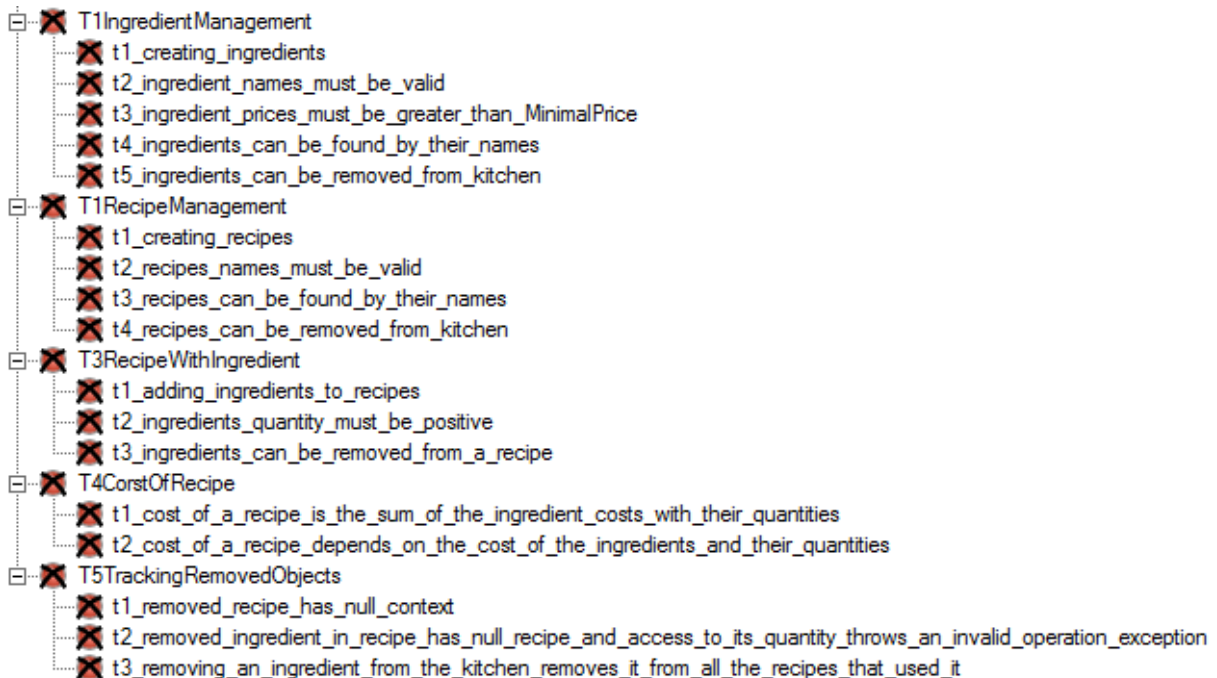 T1IngredientManagement
t1_creating_ingredients
t2_ingredient_names_must_be_valid
t3_ingredient_prices_must_be_greater_than_MinimalPrice
t4_ingredients_can_be_found_by_their_names
t5_ingredients_can_be_removed_from_kitchen
T1RecipeManagement
t1_creating_recipes
t2_recipes_names_must_be_valid
t3_recipes_can_be_found_by_their_names
t4_recipes_can_be_removed_from_kitchen
T3RecipeWithIngredient
t1_adding_ingredients_to_recipes
t2_ingredients_quantity_must_be_positive
t3_ingredients_can_be_removed_from_a_recipe
T4CorstOfRecipe
t1_cost_of_a_recipe_is_the_sum_of_the_ingredient_costs_with_their_quantities
t2_cost_of_a_recipe_depends_on_the_cost_of_the_ingredients_and_their_quantities
T5TrackingRemovedObjects
t1_removed_recipe_has_null_context
t2_removed_ingredient_in_recipe_has_null_recipe_and_access_to_its_quantity_throws_an_invalid_operation_exception
t3_removing_an_ingredient_from_the_kitchen_removes_it_from_all_the_recipes_that_used_it